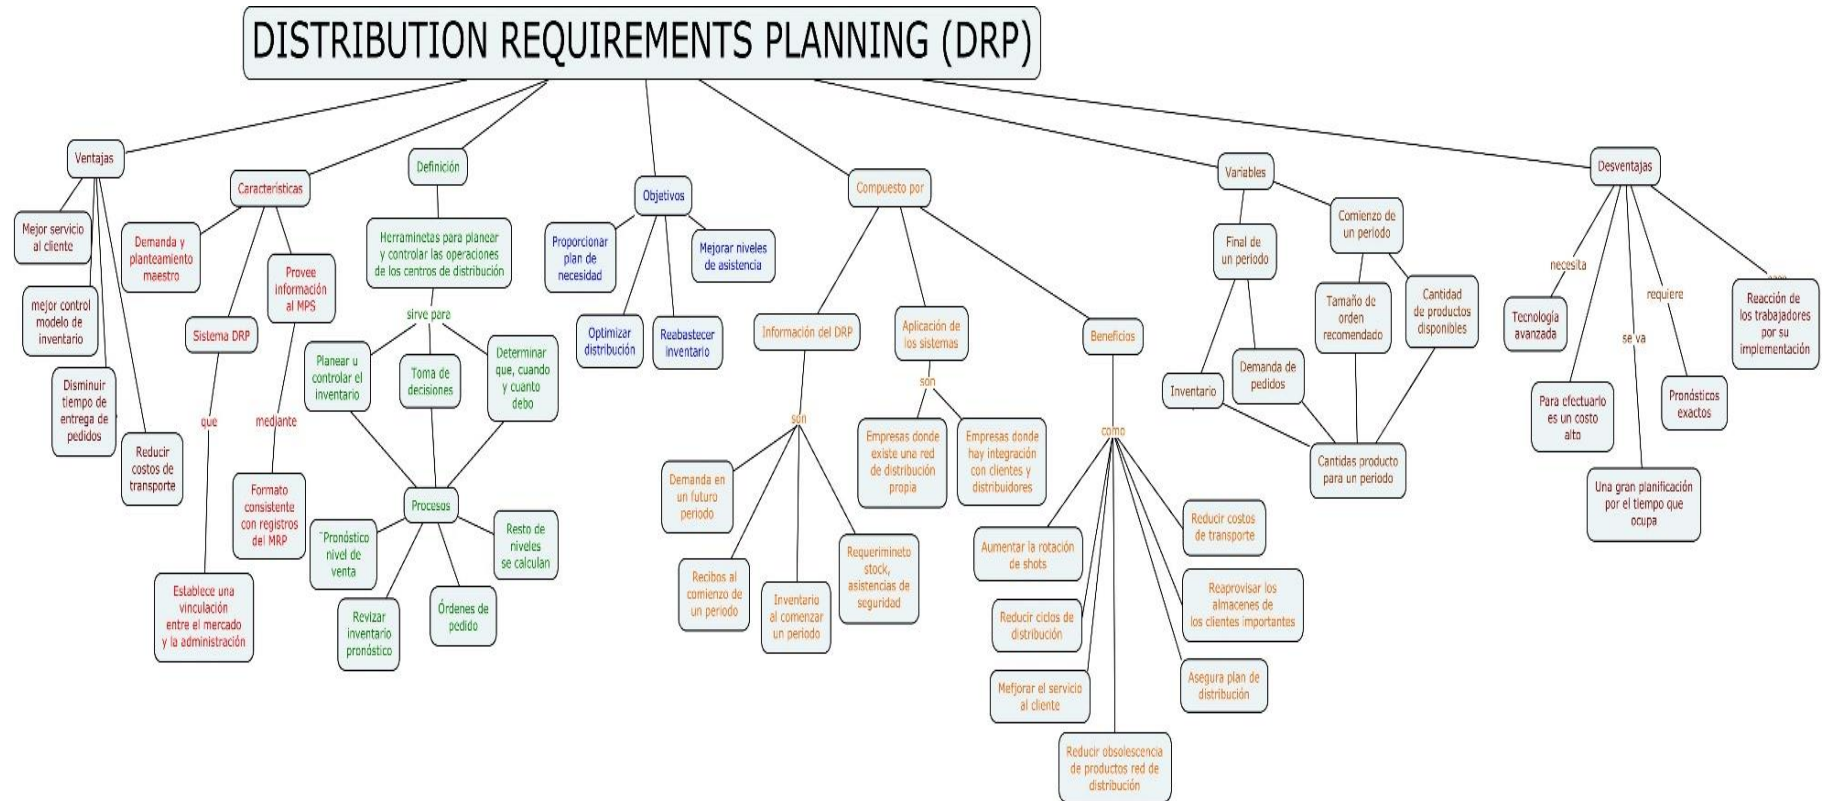 DISTRIBUTION REQUIREMENTS PLANNING (DRP)
Ventajas
Mejor servicio
al cliente
mejor control
modelo de
inventario
Disminuir
tiempo de
entrega de
pedidos
Reducir
costos de
transporte
Características
Demanda y
planteamiento
maestro
Sistema DRP
que
Establece una
vinculación
entre el mercado
y la administración
Provee
información
al MPS
mediante
Formato
consistente
con registros
del MRP
Definición
Herraminetas para planear
y controlar las operaciones
de los centros de distribución
sirve para
Planear u
controlar el
inventario
Toma de
decisiones
Determinar
que, cuando
y cuanto
debo
Procesos
¨Pronóstico
nivel de
venta
Revizar
inventario
pronóstico
Órdenes de
pedido
Resto de
niveles
se calculan
Objetivos
Proporcionar
plan de
necesidad
Optimizar
distribución
Reabastecer
inventario
Mejorar niveles
de asistencia
Compuesto por
Información del DRP
son
Demanda en
un futuro
periodo
Recibos al
comienzo de
un periodo
Inventario
al comenzar
un periodo
Requerimineto
stock,
asistencias de
seguridad
Aplicación de
los sistemas
son
Empresas donde
existe una red
de distribución
propia
Empresas donde
hay integración
con clientes y
distribuidores
Beneficios
como
Aumentar la rotación
de shots
Reducir ciclos de
distribución
Mefjorar el servicio
al cliente
Reducir obsolescencia
de productos red de
distribución
Asegura plan de
distribución
Reaprovisar los
almacenes de
los clientes importantes
Reducir costos
de transporte
Variables
Final de
un periodo
Inventario
Demanda de
pedidos
Comienzo de
un periodo
Tamaño de
orden
recomendado
Cantidad
de productos
disponibles
Cantidas producto
para un periodo
Desventajas
necesita
Tecnología
avanzada
Para efectuarlo
es un costo
alto
se va
Una gran planificación
por el tiempo que
ocupa
requiere
Pronósticos
exactos
Reacción de
los trabajadores
por su
implementación